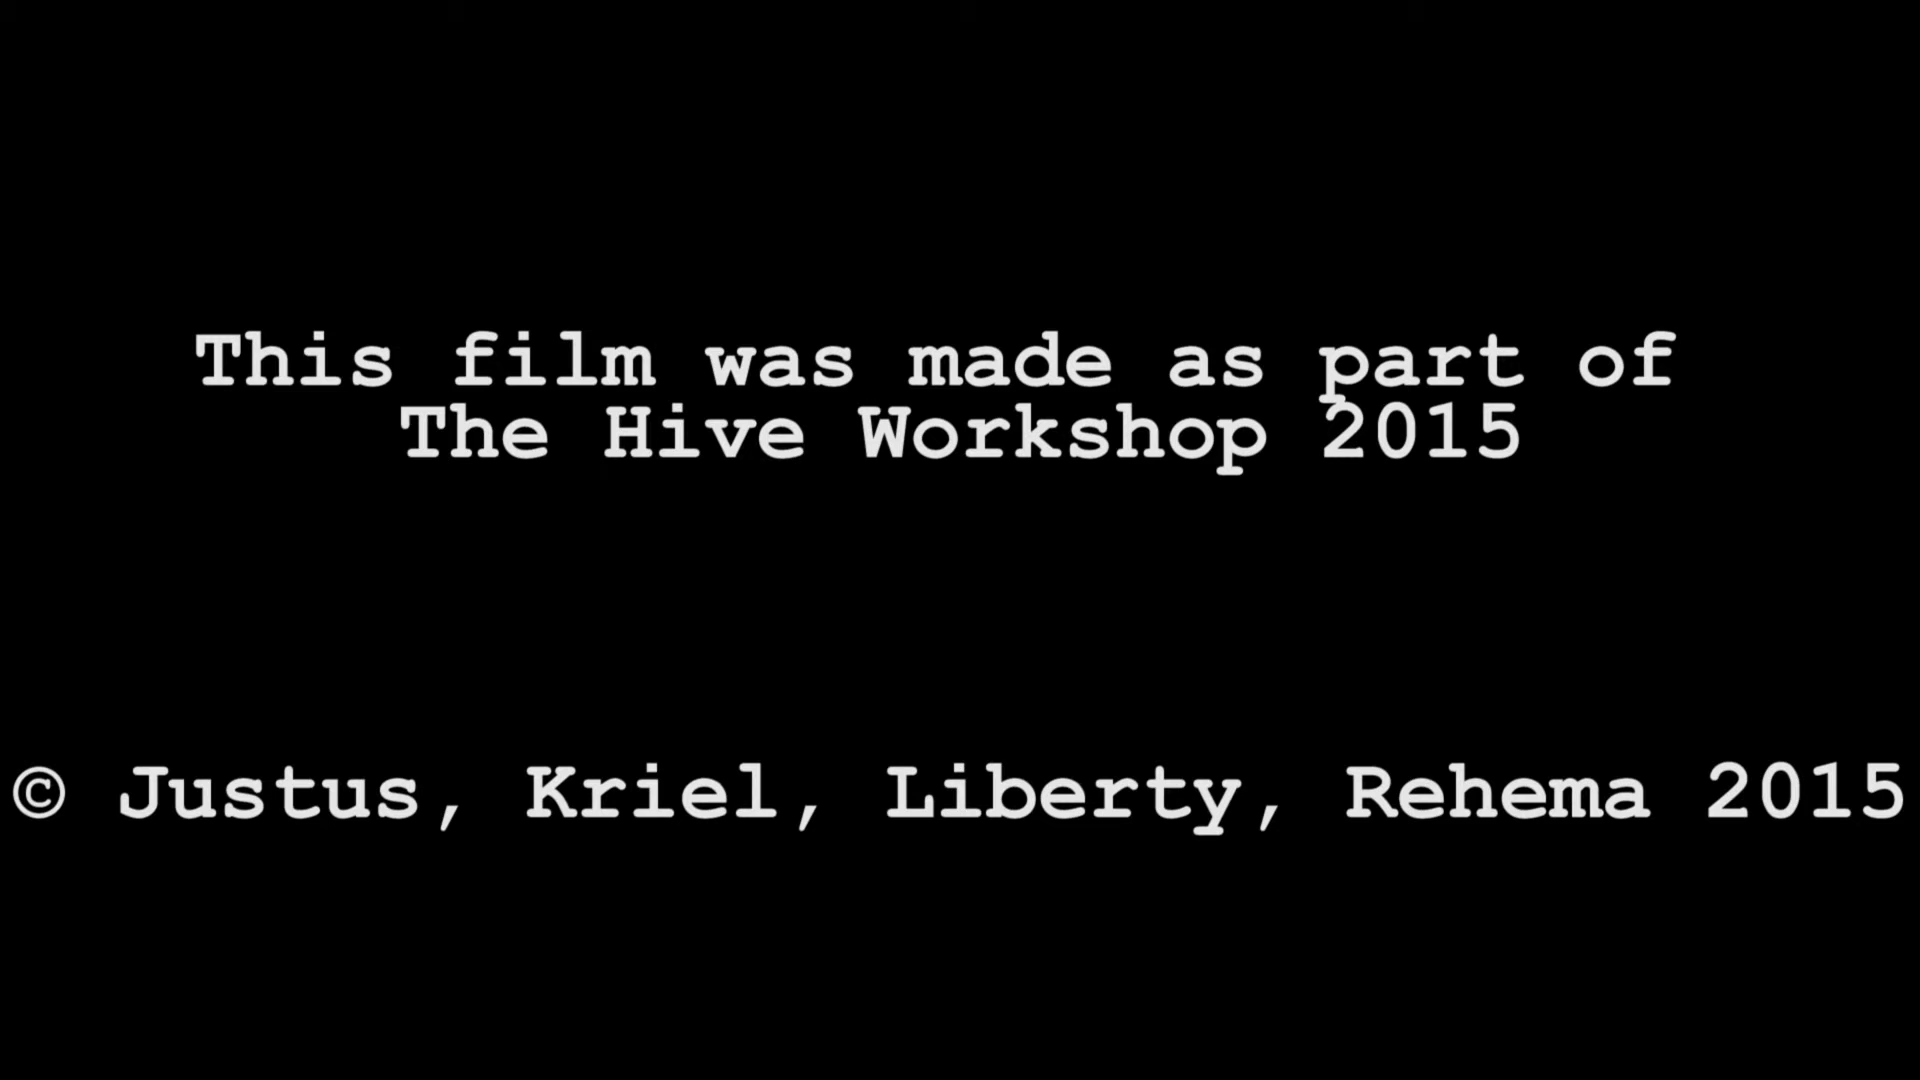 This film was made as part of
The Hive Workshop 2015
© Justus, Kriel, Liberty, Rehema 2015